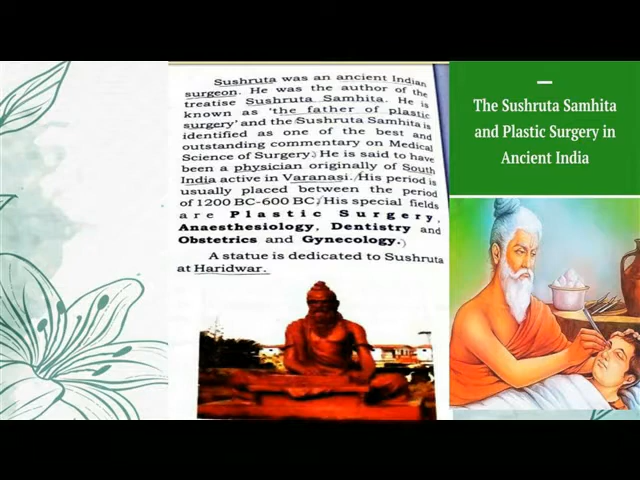 Sushruta was an ancient Indian
surgeon. He was the author of the
treatise Sushruta Samhita. He is
known as 'the father of plastic
surgery' and the Sushruta Samhita is
identified as one of the best and
outstanding commentary on Medical
Science of Surgery. He is said to have
been a physician originally of South
India active in Varanasi. His period is
usually placed between the period
of 1200 BC-600 BC. His special fields
are Plastic Surgery,
Anaesthesiology, Dentistry and
Obstetrics and Gynecology.
A statue is dedicated to Sushruta
at Haridwar.
The Sushruta Samhita
and Plastic Surgery in
Ancient India